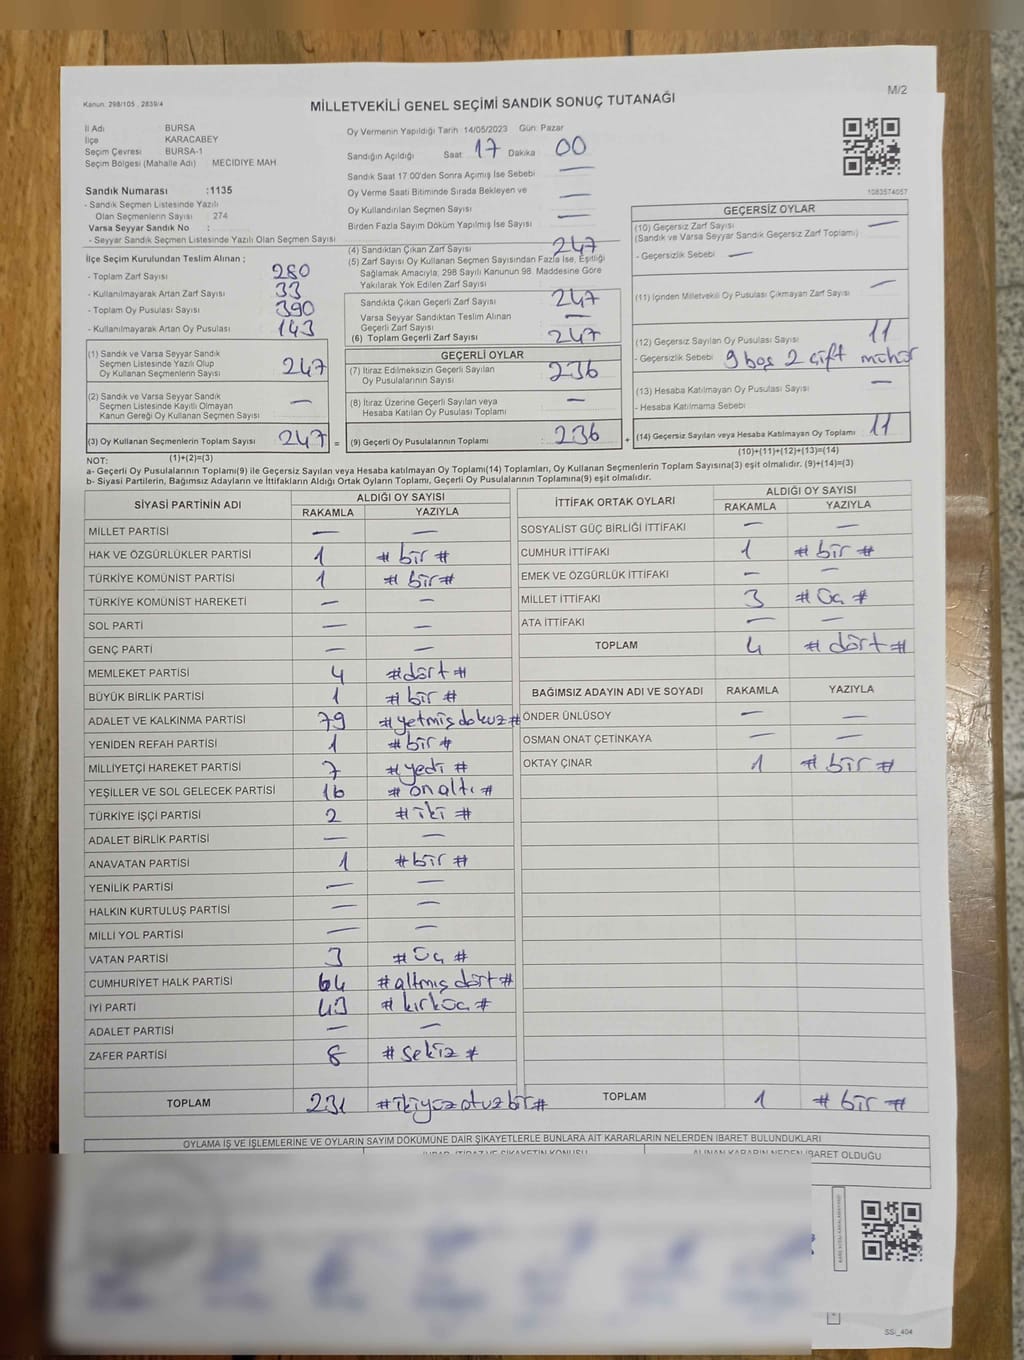 Kanun: 298/105 , 2839/4
MİLLETVEKİLİ GENEL SEÇİMİ SANDIK SONUÇ TUTANAĞI
M/2
İl Adı BURSA
İlçe KARACABEY
Seçim Çevresi BURSA-1
Seçim Bölgesi (Mahalle Adı) MECİDİYE MAH
Sandık Numarası :1135
- Sandık Seçmen Listesinde Yazılı
Olan Seçmenlerin Sayısı 274
Varsa Seyyar Sandık No :
- Seyyar Sandık Seçmen Listesinde Yazılı Olan Seçmen Sayısı
Oy Vermenin Yapıldığı Tarih 14/05/2023 Gün: Pazar
Sandığın Açıldığı Saat 17 Dakika 00
Sandık Saat 17:00'den Sonra Açımış İse Sebebi —
Oy Verme Saati Bitiminde Sırada Bekleyen ve
Oy Kullandırılan Seçmen Sayısı —
Birden Fazla Sayım Döküm Yapılmış İse Sayısı —
1083574057
İlçe Seçim Kurulundan Teslim Alınan ;
- Toplam Zarf Sayısı 280
- Kullanılmayarak Artan Zarf Sayısı 33
- Toplam Oy Pusulası Sayısı 390
- Kullanılmayarak Artan Oy Pusulası 143
(1) Sandık ve Varsa Seyyar Sandık
Seçmen Listesinde Yazılı Olup
Oy Kullanan Seçmenlerin Sayısı 247
(2) Sandık ve Varsa Seyyar Sandık
Seçmen Listesinde Kayıtlı Olmayan
Kanun Gereği Oy Kullanan Seçmen Sayısı —
(3) Oy Kullanan Seçmenlerin Toplam Sayısı 247 =
(1)+(2)=(3)
(4) Sandıktan Çıkan Zarf Sayısı 247
(5) Zarf Sayısı Oy Kullanan Seçmen Sayısından Fazla İse, Eşitliği
Sağlamak Amacıyla, 298 Sayılı Kanunun 98. Maddesine Göre
Yakılarak Yok Edilen Zarf Sayısı
Sandıkta Çıkan Geçerli Zarf Sayısı 247
Varsa Seyyar Sandıktan Teslim Alınan
Geçerli Zarf Sayısı —
(6) Toplam Geçerli Zarf Sayısı 247
GEÇERLİ OYLAR
(7) İtiraz Edilmeksizin Geçerli Sayılan
Oy Pusulalarının Sayısı 236
(8) İtiraz Üzerine Geçerli Sayılan veya
Hesaba Katılan Oy Pusulası Toplamı —
(9) Geçerli Oy Pusulalarının Toplamı 236 +
GEÇERSİZ OYLAR
(10) Geçersiz Zarf Sayısı —
(Sandık ve Varsa Seyyar Sandık Geçersiz Zarf Toplamı)
- Geçersizlik Sebebi —
(11) İçinden Milletvekili Oy Pusulası Çıkmayan Zarf Sayısı —
(12) Geçersiz Sayılan Oy Pusulası Sayısı 11
- Geçersizlik Sebebi 9 boş 2 çift mühür
(13) Hesaba Katılmayan Oy Pusulası Sayısı —
- Hesaba Katılmama Sebebi
(14) Geçersiz Sayılan veya Hesaba Katılmayan Oy Toplamı 11
(10)+(11)+(12)+(13)=(14)
NOT:
a- Geçerli Oy Pusulalarının Toplamı(9) ile Geçersiz Sayılan veya Hesaba katılmayan Oy Toplamı(14) Toplamları, Oy Kullanan Seçmenlerin Toplam Sayısına(3) eşit olmalıdır. (9)+(14)=(3)
b- Siyasi Partilerin, Bağımsız Adayların ve İttifakların Aldığı Ortak Oyların Toplamı, Geçerli Oy Pusulalarının Toplamına(9) eşit olmalıdır.
SİYASİ PARTİNİN ADI ALDIĞI OY SAYISI
RAKAMLA YAZIYLA
MİLLET PARTİSİ — —
HAK VE ÖZGÜRLÜKLER PARTİSİ 1 # bir #
TÜRKİYE KOMÜNİST PARTİSİ 1 # bir #
TÜRKİYE KOMÜNİST HAREKETİ — —
SOL PARTİ — —
GENÇ PARTİ — —
MEMLEKET PARTİSİ 4 # dört #
BÜYÜK BİRLİK PARTİSİ 1 # bir #
ADALET VE KALKINMA PARTİSİ 79 # yetmişdokuz #
YENİDEN REFAH PARTİSİ 1 # bir #
MİLLİYETÇİ HAREKET PARTİSİ 7 # yedi #
YEŞİLLER VE SOL GELECEK PARTİSİ 16 # onaltı #
TÜRKİYE İŞÇİ PARTİSİ 2 # iki #
ADALET BİRLİK PARTİSİ — —
ANAVATAN PARTİSİ 1 # bir #
YENİLİK PARTİSİ — —
HALKIN KURTULUŞ PARTİSİ — —
MİLLİ YOL PARTİSİ — —
VATAN PARTİSİ 3 # üç #
CUMHURİYET HALK PARTİSİ 64 # altmış dört #
İYİ PARTİ 43 # kırküç #
ADALET PARTİSİ — —
ZAFER PARTİSİ 8 # sekiz #
TOPLAM 231 # ikiyüzotuzbir #
İTTİFAK ORTAK OYLARI ALDIĞI OY SAYISI
RAKAMLA YAZIYLA
SOSYALİST GÜÇ BİRLİĞİ İTTİFAKI — —
CUMHUR İTTİFAKI 1 # bir #
EMEK VE ÖZGÜRLÜK İTTİFAKI — —
MİLLET İTTİFAKI 3 # üç #
ATA İTTİFAKI — —
TOPLAM 4 # dört #
BAĞIMSIZ ADAYIN ADI VE SOYADI RAKAMLA YAZIYLA
ÖNDER ÜNLÜSOY — —
OSMAN ONAT ÇETİNKAYA — —
OKTAY ÇINAR 1 # bir #
TOPLAM 1 # bir #
OYLAMA İŞ VE İŞLEMLERİNE VE OYLARIN SAYIM DÖKÜMÜNE DAİR ŞİKAYETLERLE BUNLARA AİT KARARLARIN NELERDEN İBARET BULUNDUKLARI
ALINAN KARARIN NEDEN İBARET OLDUĞU
SSİ_404